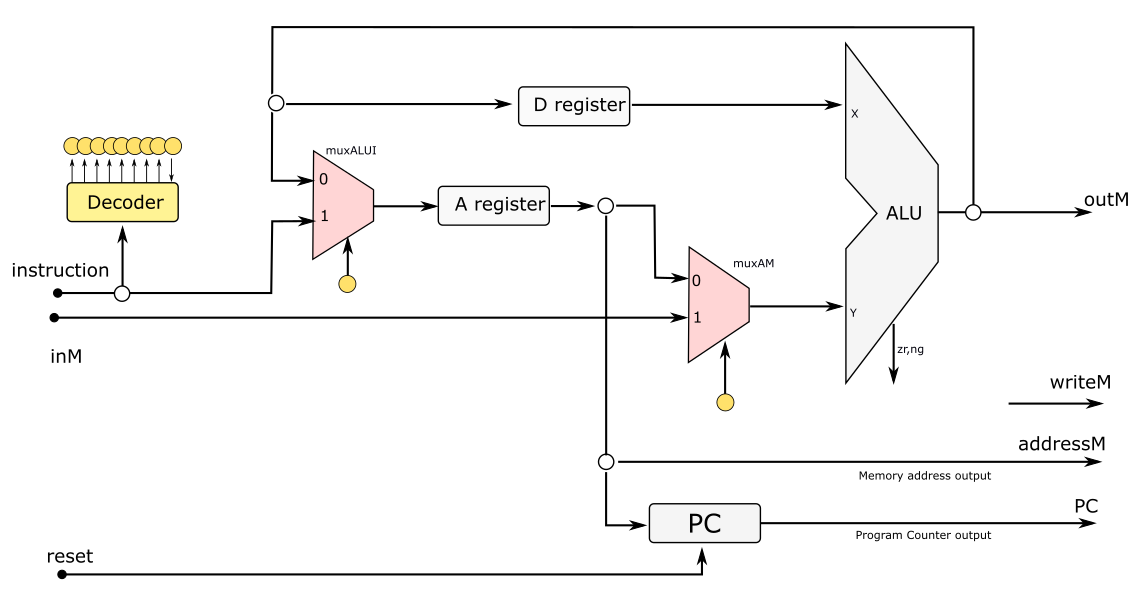 D register
X
muxALUI
0
1
Decoder
A register
ALU
outM
instruction
muxAM
0
1
Y
inM
zr,ng
writeM
addressM
Memory address output
PC
PC
Program Counter output
reset